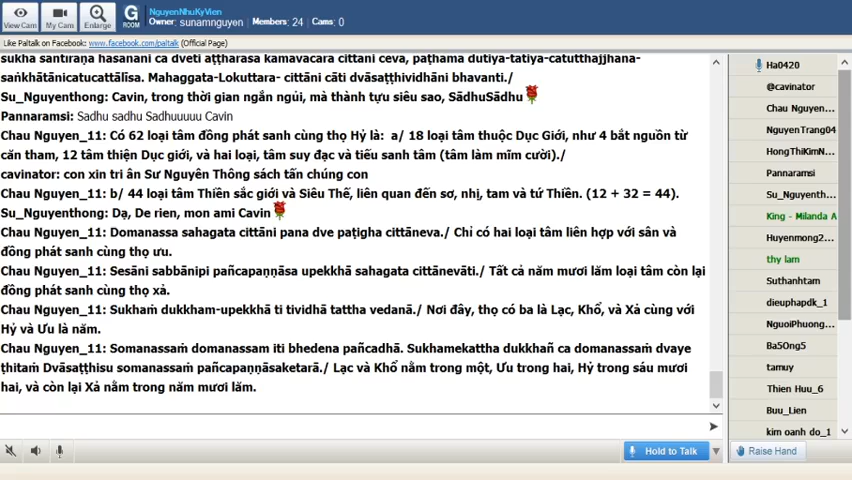 NguyenNhuKyVien
Owner: sunamnguyen Members: 24 Cams: 0
View Cam My Cam Enlarge G ROOM
Like Paltalk on Facebook: www.facebook.com/paltalk (Official Page)
sukha santīraṇa hasanāni ca dveti aṭṭhārasa kāmāvacara cittāni ceva, paṭhama dutiya-tatiya-catutthajjhāna-
saṅkhātānicatucattālīsa. Mahaggata-Lokuttara- cittāni cāti dvāsaṭṭhividhāni bhavanti./
Su_Nguyenthong: Cavin, trong thời gian ngắn ngủi, mà thành tựu siêu sao, SādhuSādhu
Pannaramsi: Sadhu sadhu Sadhuuuuu Cavin
Chau Nguyen_11: Có 62 loại tâm đồng phát sanh cùng thọ Hỷ là: a/ 18 loại tâm thuộc Dục Giới, như 4 bắt nguồn từ
căn tham, 12 tâm thiện Dục giới, và hai loại, tâm suy đạc và tiếu sanh tâm (tâm làm mĩm cười)./
cavinator: con xin tri ân Sư Nguyên Thông sách tấn chúng con
Chau Nguyen_11: b/ 44 loại tâm Thiền sắc giới và Siêu Thế, liên quan đến sơ, nhị, tam và tứ Thiền. (12 + 32 = 44).
Su_Nguyenthong: Dạ, De rien, mon ami Cavin
Chau Nguyen_11: Domanassa sahagata cittāni pana dve paṭigha cittāneva./ Chỉ có hai loại tâm liên hợp với sân và
đồng phát sanh cùng thọ ưu.
Chau Nguyen_11: Sesāni sabbānipi pañcapaṇṇāsa upekkhā sahagata cittānevāti./ Tất cả năm mươi lăm loại tâm còn lại
đồng phát sanh cùng thọ xả.
Chau Nguyen_11: Sukhaṁ dukkham-upekkhā ti tividhā tattha vedanā./ Nơi đây, thọ có ba là Lạc, Khổ, và Xả cùng với
Hỷ và Ưu là năm.
Chau Nguyen_11: Somanassaṁ domanassam iti bhedena pañcadhā. Sukhamekattha dukkhañ ca domanassaṁ dvaye
ṭhitaṁ Dvāsaṭṭhisu somanassaṁ pañcapaṇṇāsaketarā./ Lạc và Khổ nằm trong một, Ưu trong hai, Hỷ trong sáu mươi
hai, và còn lại Xả nằm trong năm mươi lăm.
Hold to Talk
Ha0420
@cavinator
Chau Nguyen...
NguyenTrang04
HongThiKimN...
Pannaramsi
Su_Nguyenth...
King - Milanda A
Huyenmong2...
thy lam
Suthanhtam
dieuphapdk_1
NguoiPhuong...
Ba5Ong5
tamuy
Thien Huu_6
Buu_Lien
kim oanh do_1
Raise Hand